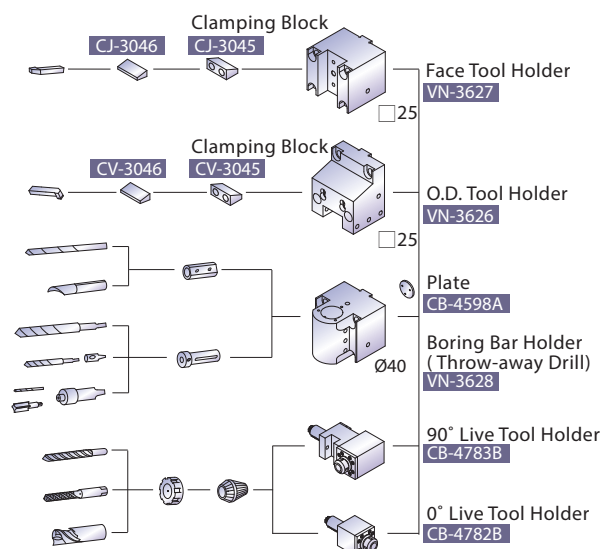 Clamping Block
CJ-3046 CJ-3045
Face Tool Holder
VN-3627
□25
Clamping Block
CV-3046 CV-3045
O.D. Tool Holder
VN-3626
□25
Plate
CB-4598A
Ø40
Boring Bar Holder
( Throw-away Drill)
VN-3628
90° Live Tool Holder
CB-4783B
0° Live Tool Holder
CB-4782B